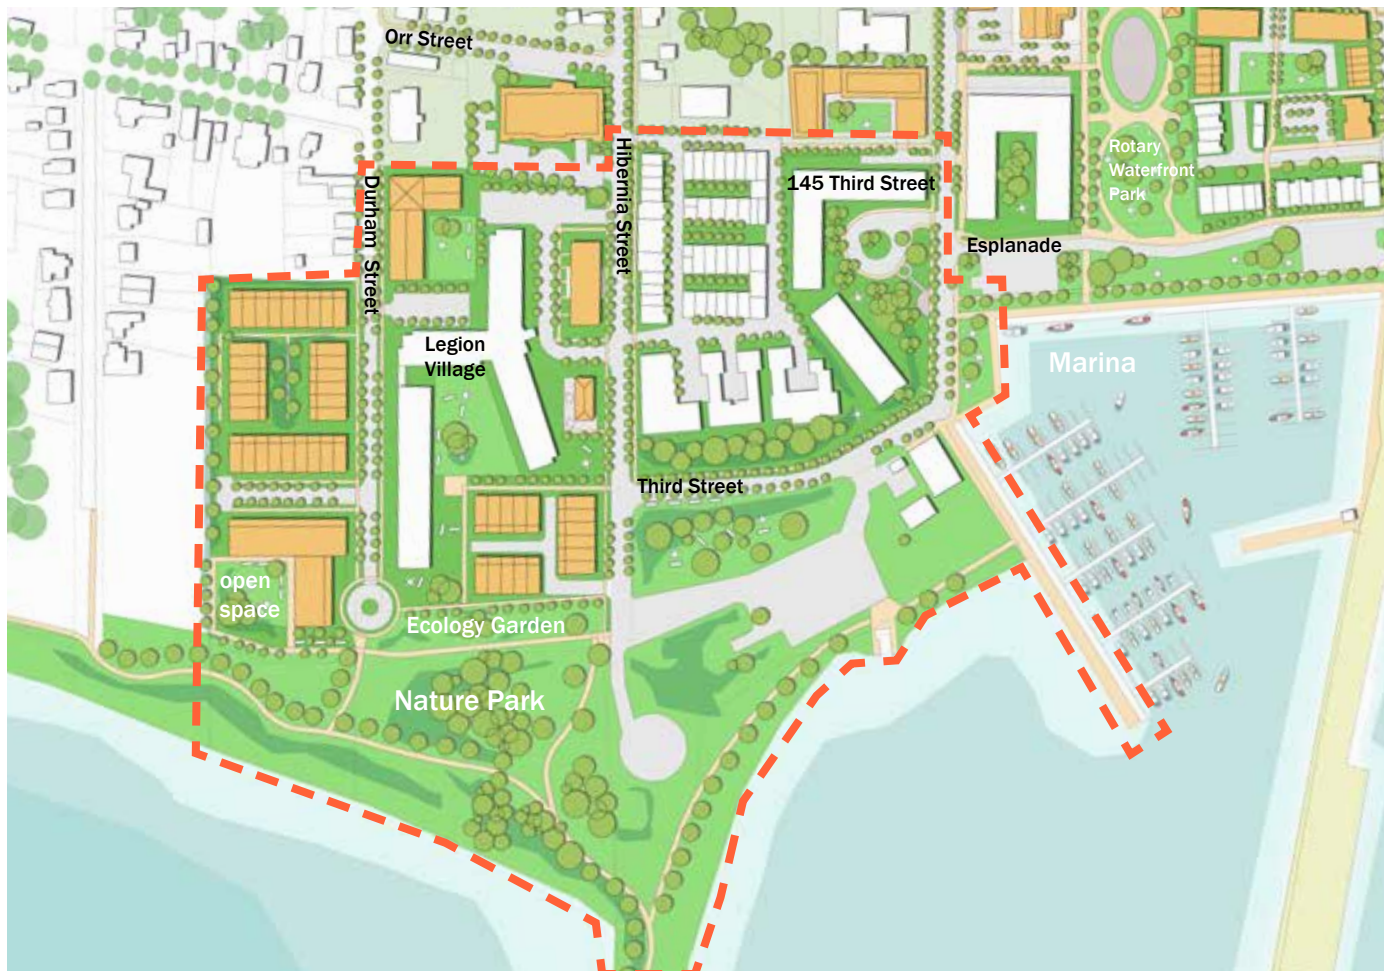 Orr Street
Hibernia Street
Rotary
Waterfront
Park
Durham Street
145 Third Street
Esplanade
Legion
Village
Marina
Third Street
open
space
Ecology Garden
Nature Park